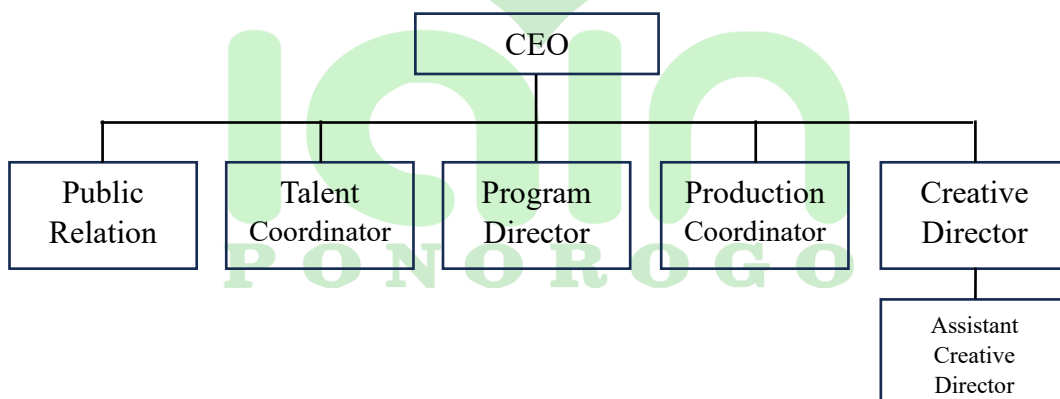 CEO
Public
Relation
Talent
Coordinator
Program
Director
Production
Coordinator
Creative
Director
PONOROGO
Assistant
Creative
Director